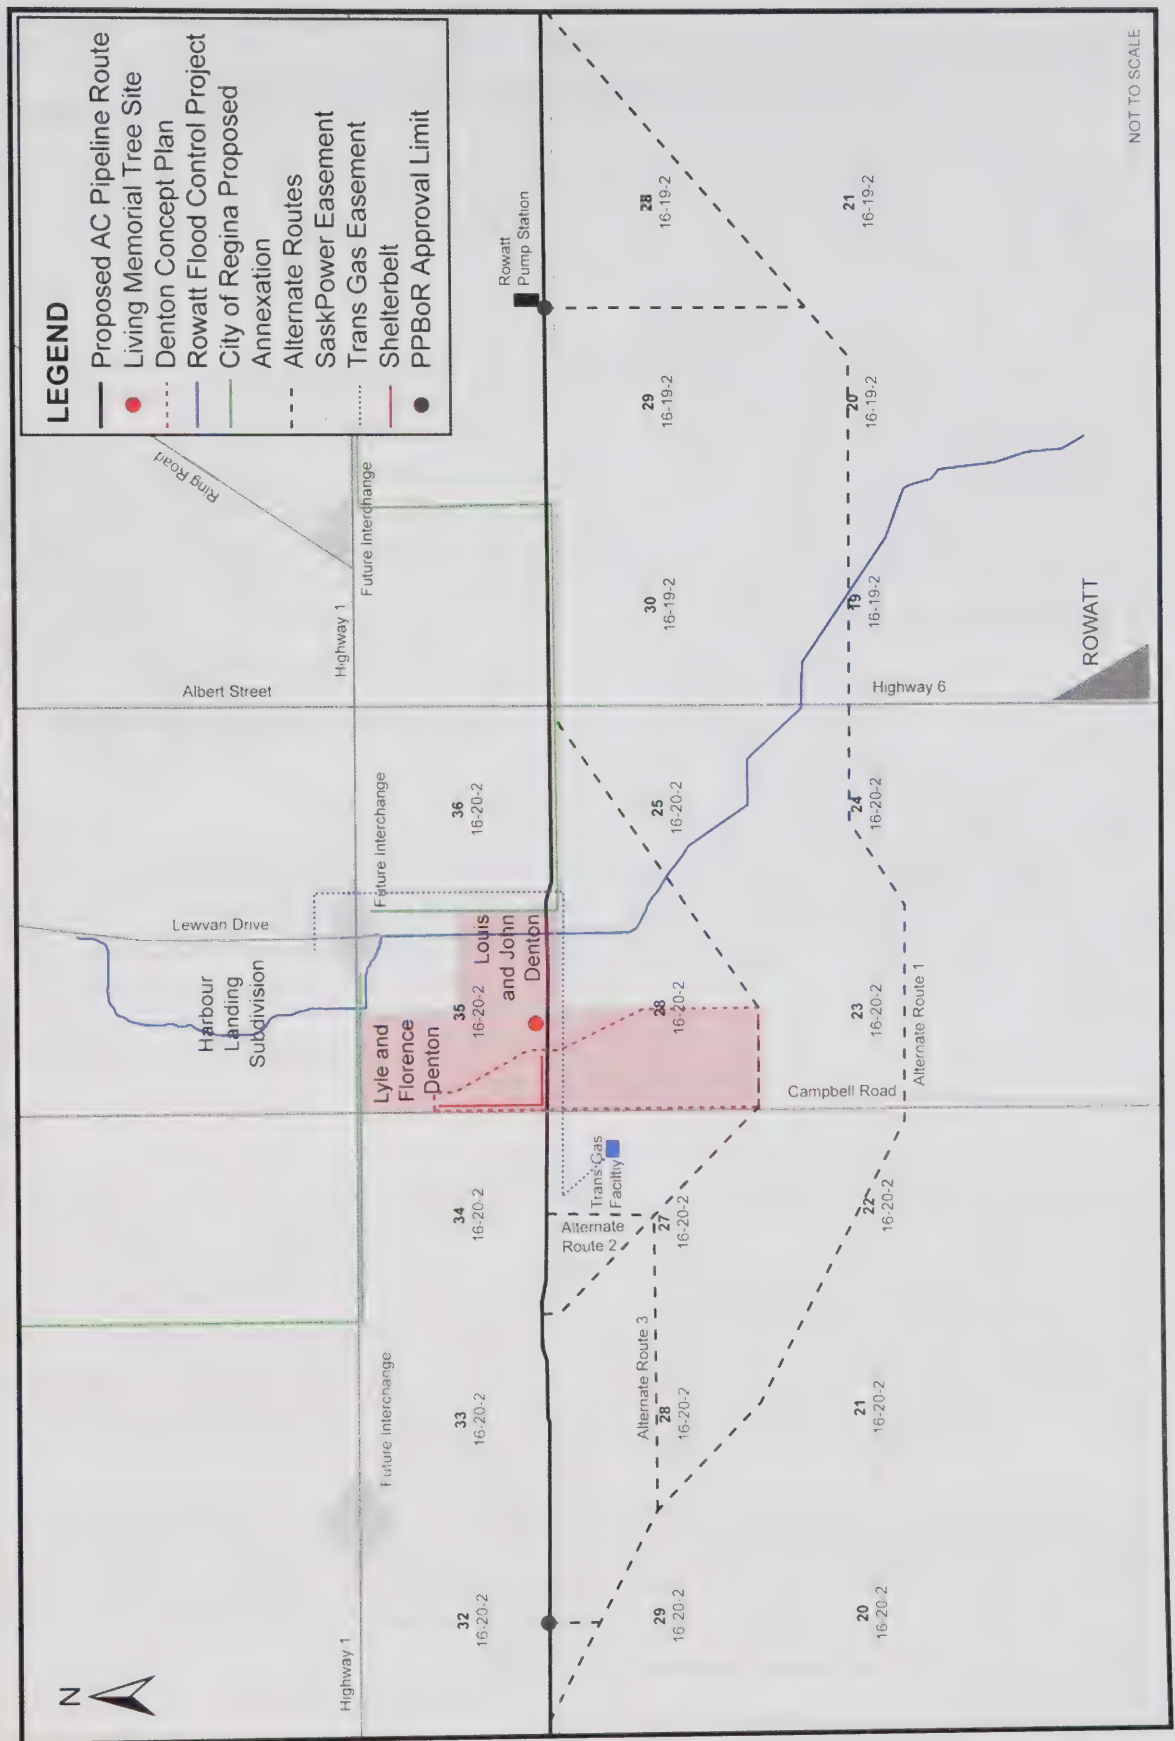 LEGEND
Proposed AC Pipeline Route
Living Memorial Tree Site
Denton Concept Plan
Rowatt Flood Control Project
City of Regina Proposed
Annexation
Alternate Routes
SaskPower Easement
Trans Gas Easement
Shelterbelt
PPBoR Approval Limit
N
Albert Street
Ring Road
Lewvan Drive
Harbour
Landing
Subdivision
Highway 1
Future Interchange
Future Interchange
Highway 1
Future Interchange
Lyle and
Florence
Denton
Louis
and John
Denton
32
16-20-2
33
16-20-2
34
16-20-2
35
16-20-2
36
16-20-2
Rowatt
Pump Station
Trans Gas
Faciltiy
Alternate
Route 2
Alternate Route 3
29
16 20-2
28
16-20-2
27
16-20-2
28
16-20-2
25
16-20-2
30
16-19-2
29
16-19-2
28
16-19-2
Campbell Road
Highway 6
20
16 20-2
21
16-20-2
22
16-20-2
23
16-20-2
24
16-20-2
19
16-19-2
20
16-19-2
21
16-19-2
Alternate Route 1
ROWATT
NOT TO SCALE